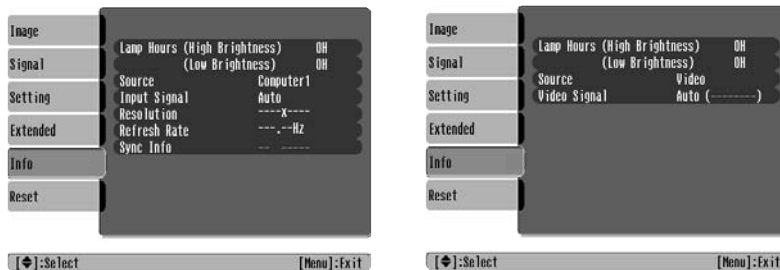 Image
Signal
Setting
Extended
Info
Reset
Lamp Hours (High Brightness) 0H
(Low Brightness) 0H
Source Computer1
Input Signal Auto
Resolution ----x----
Refresh Rate ---.--Hz
Sync Info -- -----
[◆]:Select [Menu]:Exit
Image
Signal
Setting
Extended
Info
Reset
Lamp Hours (High Brightness) 0H
(Low Brightness) 0H
Source Video
Video Signal Auto (--------)
[◆]:Select [Menu]:Exit